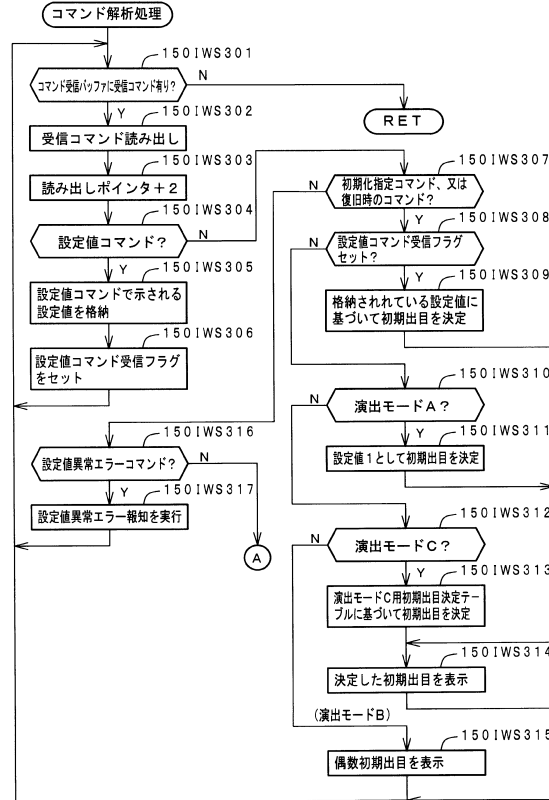 コマンド解析処理
150IWS301
コマンド受信バッファに受信コマンド有り？
N
Y
RET
150IWS302
受信コマンド読み出し
150IWS303
読み出しポインタ＋2
150IWS304
設定値コマンド？
N
Y
150IWS305
設定値コマンドで示される
設定値を格納
150IWS306
設定値コマンド受信フラグ
をセット
150IWS307
初期化指定コマンド、又は
復旧時のコマンド？
N
Y
150IWS308
設定値コマンド受信フラグ
セット？
N
Y
150IWS309
格納されれている設定値に
基づいて初期出目を決定
150IWS310
演出モードA？
N
Y
150IWS311
設定値1として初期出目を決定
150IWS312
演出モードC？
N
Y
150IWS313
演出モードC用初期出目決定テー
ブルに基づいて初期出目を決定
150IWS314
決定した初期出目を表示
(演出モードB)
150IWS315
偶数初期出目を表示
150IWS316
設定値異常エラーコマンド？
N
Y
150IWS317
設定値異常エラー報知を実行
A